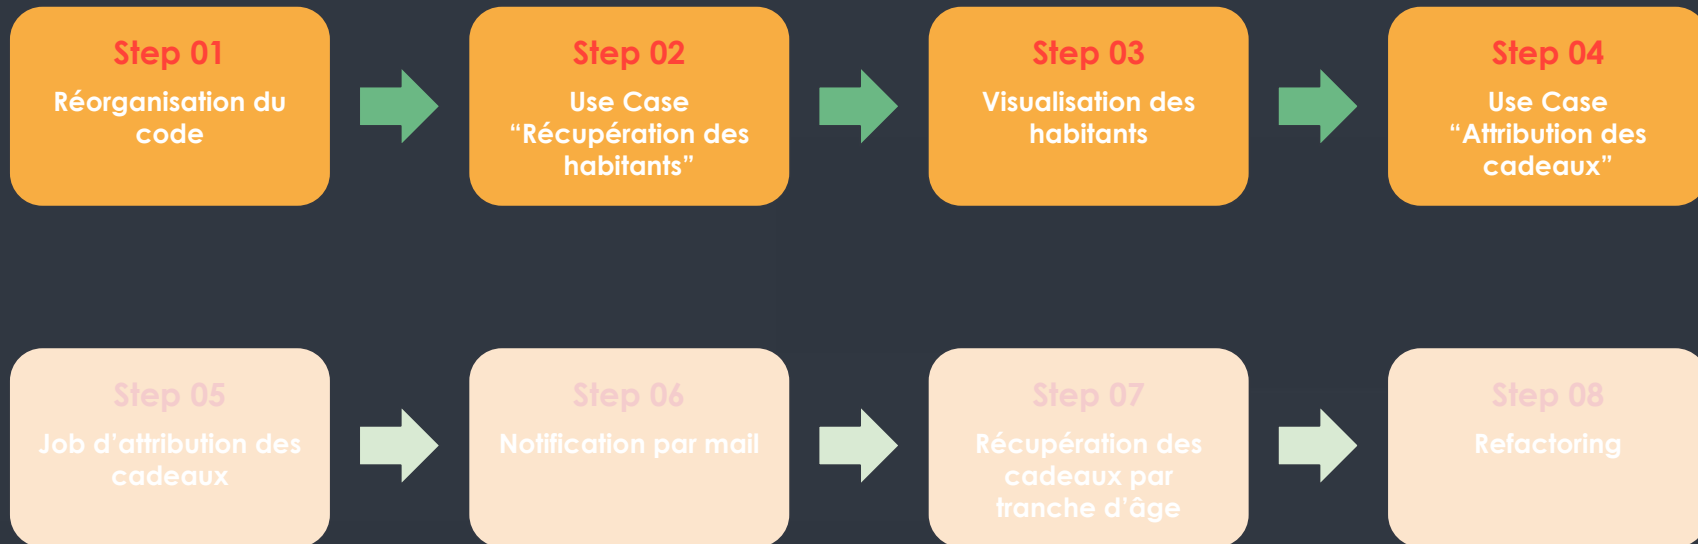 Step 01
Réorganisation du
code
Step 02
Use Case
“Récupération des
habitants”
Step 03
Visualisation des
habitants
Step 04
Use Case
“Attribution des
cadeaux”
Step 05
Job d’attribution des
cadeaux
Step 06
Notification par mail
Step 07
Récupération des
cadeaux par
tranche d’âge
Step 08
Refactoring